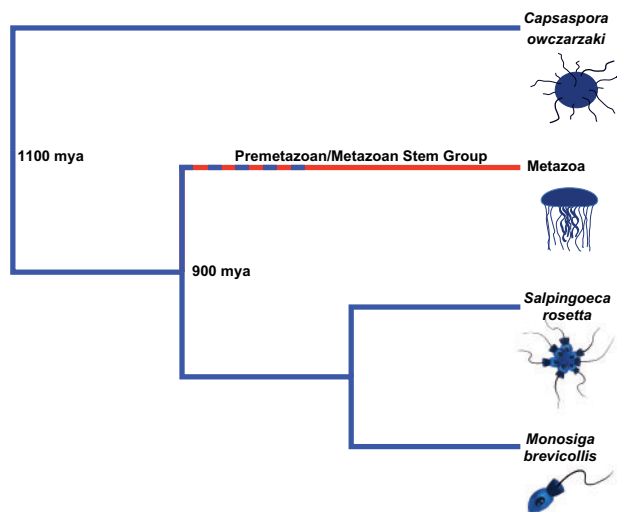 Capsaspora
owczarzaki
1100 mya
Premetazoan/Metazoan Stem Group
Metazoa
900 mya
Salpingoeca
rosetta
Monosiga
brevicollis